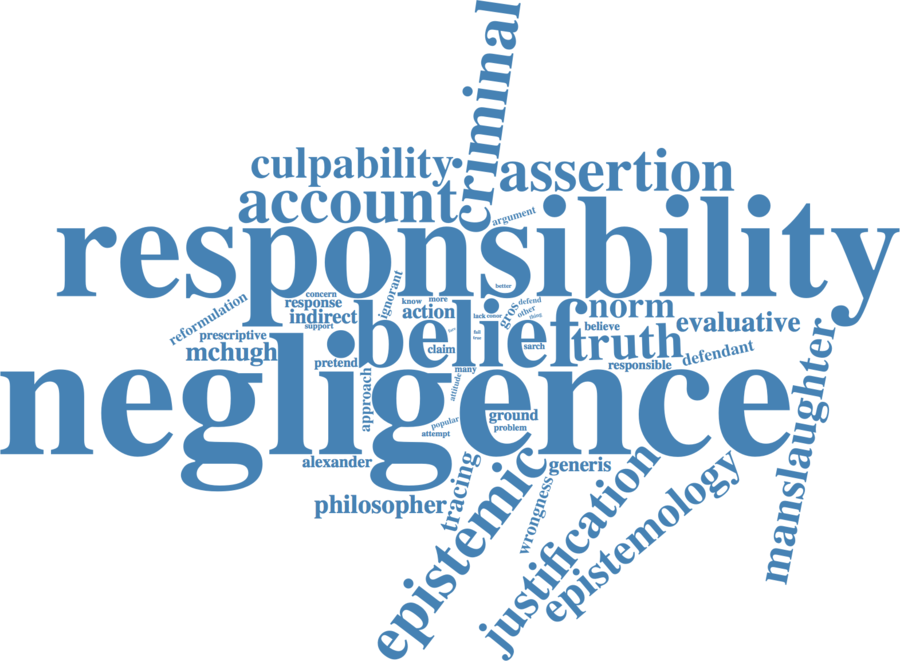 criminal
culpability
assertion
account
argument
responsibility
better
ignorant
concern
response
know
more
defend
reformulation
indirect
action
lack
other
gros
norm
support
belief
thing
believe
evaluative
prescriptive
truth
mchugh
claim
sarch
defendant
pretend
responsible
many
approach
attitude
negligence
manslaughter
ground
popular
problem
attempt
alexander
generis
tracing
philosopher
wrongness
epistemic
justification
epistemology